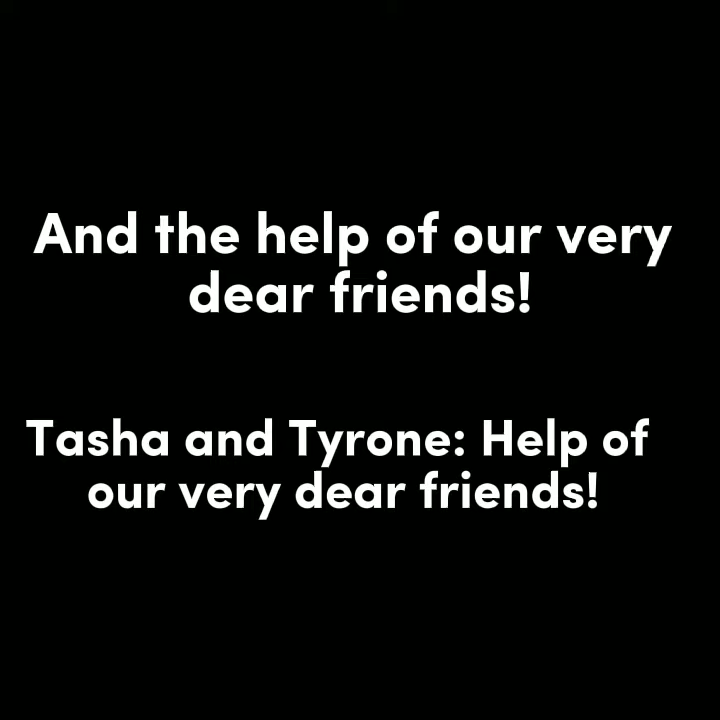 And the help of our very
dear friends!
Tasha and Tyrone: Help of
our very dear friends!